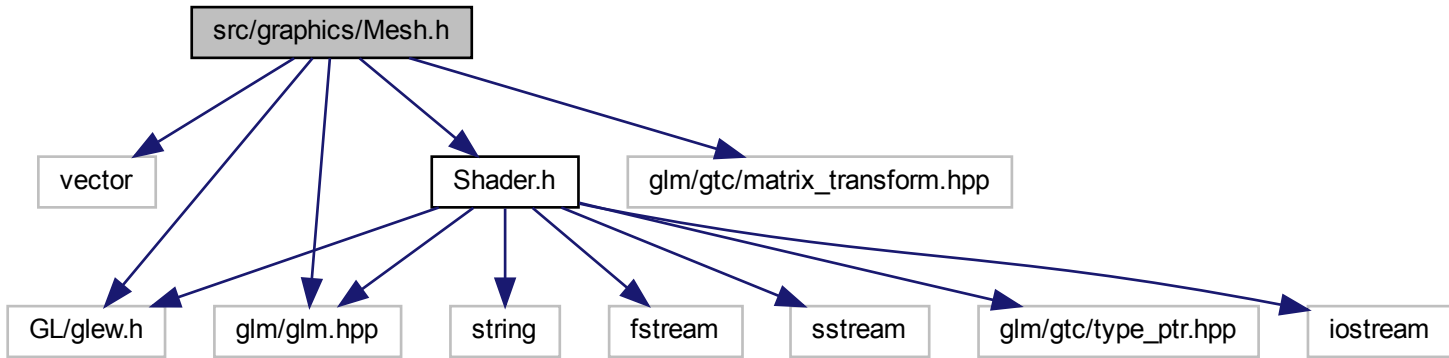 src/graphics/Mesh.h
vector
Shader.h
glm/gtc/matrix_transform.hpp
GL/glew.h
glm/glm.hpp
string
fstream
sstream
glm/gtc/type_ptr.hpp
iostream